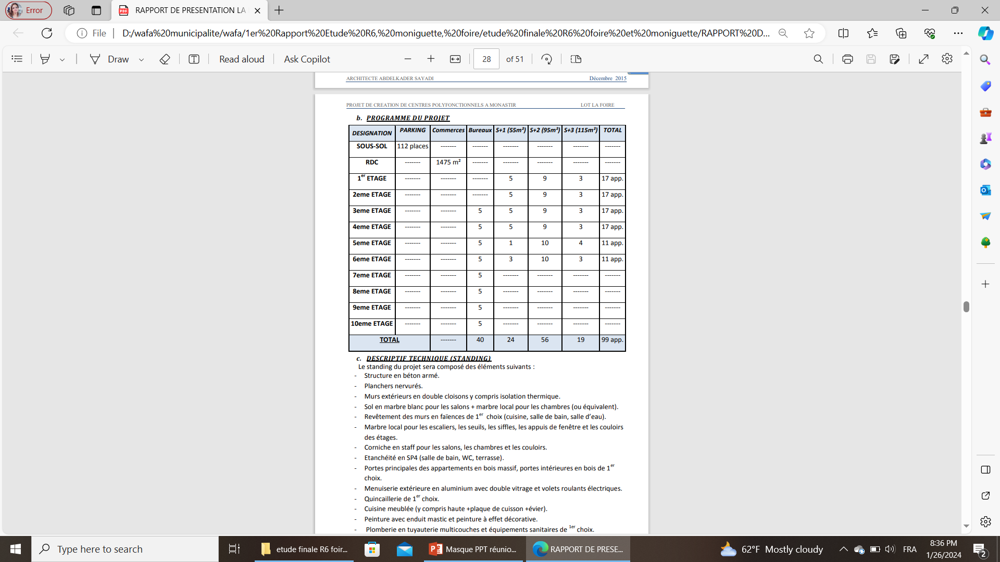 Error
RAPPORT DE PRESENTATION LA
File
D:/wafa%20municipalite/wafa/1er%20Rapport%20Etude%20R6,%20moniguette,%20foire/etude%20finale%20R6%20foire%20et%20moniguette/RAPPORT%20D...
Draw
Read aloud
Ask Copilot
28 of 51
ARCHITECTE ABDELKADER SAYADI Décembre 2015
PROJET DE CREATION DE CENTRES POLYFONCTIONNELS A MONASTIR LOT LA FOIRE
b. PROGRAMME DU PROJET
DESIGNATION PARKING Commerces Bureaux S+1 (55m²) S+2 (95m²) S+3 (115m²) TOTAL
SOUS-SOL 112 places ------- ------- ------- ------- ------- -------
RDC ------- 1475 m² ------- ------- ------- ------- -------
1er ETAGE ------- ------- ------- 5 9 3 17 app.
2eme ETAGE ------- ------- ------- 5 9 3 17 app.
3eme ETAGE ------- ------- 5 5 9 3 17 app.
4eme ETAGE ------- ------- 5 5 9 3 17 app.
5eme ETAGE ------- ------- 5 1 10 4 11 app.
6eme ETAGE ------- ------- 5 3 10 3 11 app.
7eme ETAGE ------- ------- 5 ------- ------- ------- -------
8eme ETAGE ------- ------- 5 ------- ------- ------- -------
9eme ETAGE ------- ------- 5 ------- ------- ------- -------
10eme ETAGE ------- ------- 5 ------- ------- ------- -------
TOTAL ------- 40 24 56 19 99 app.
c. DESCRIPTIF TECHNIQUE (STANDING)
Le standing du projet sera composé des éléments suivants :
- Structure en béton armé.
- Planchers nervurés.
- Murs extérieurs en double cloisons y compris isolation thermique.
- Sol en marbre blanc pour les salons + marbre local pour les chambres (ou équivalent).
- Revêtement des murs en faïences de 1er choix (cuisine, salle de bain, salle d'eau).
- Marbre local pour les escaliers, les seuils, les siffles, les appuis de fenêtre et les couloirs
des étages.
- Corniche en staff pour les salons, les chambres et les couloirs.
- Etanchéité en SP4 (salle de bain, WC, terrasse).
- Portes principales des appartements en bois massif, portes intérieures en bois de 1er
choix.
- Menuiserie extérieure en aluminium avec double vitrage et volets roulants électriques.
- Quincaillerie de 1er choix.
- Cuisine meublée (y compris haute +plaque de cuisson +évier).
- Peinture avec enduit mastic et peinture à effet décorative.
- Plomberie en tuyauterie multicouches et équipements sanitaires de 1er choix.
Type here to search
etude finale R6 foir...
Masque PPT réunio...
RAPPORT DE PRESE...
62°F Mostly cloudy
FRA
8:36 PM
1/26/2024
2